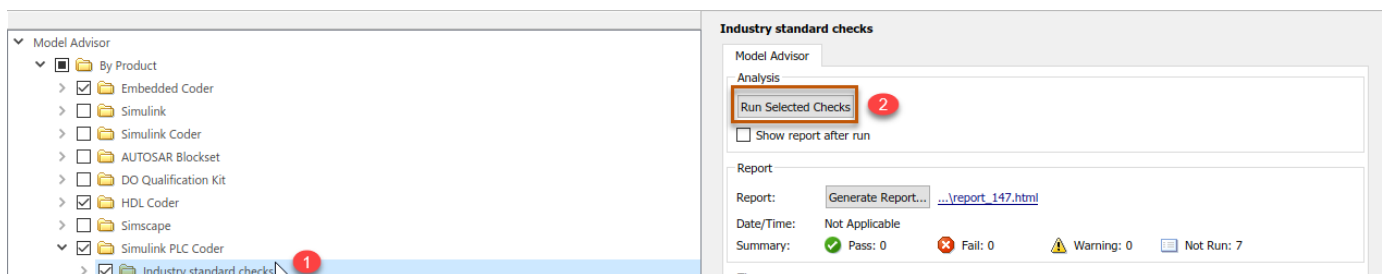 Model Advisor
By Product
Embedded Coder
Simulink
Simulink Coder
AUTOSAR Blockset
DO Qualification Kit
HDL Coder
Simscape
Simulink PLC Coder
Industry standard checks
1
Industry standard checks
Model Advisor
Analysis
Run Selected Checks 2
Show report after run
Report
Report: Generate Report... ...\report_147.html
Date/Time: Not Applicable
Summary: Pass: 0 Fail: 0 Warning: 0 Not Run: 7